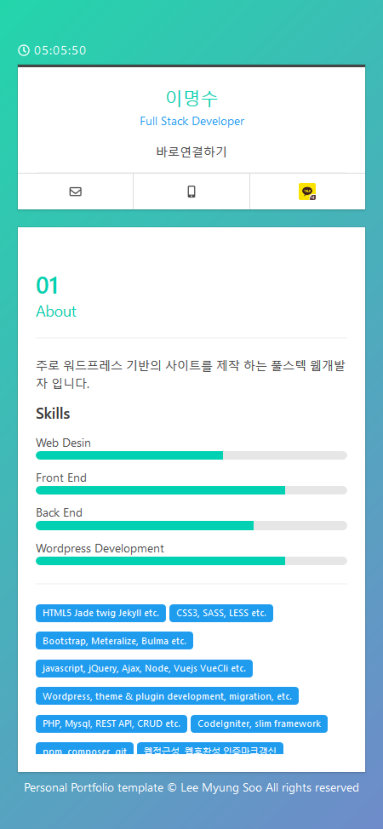 05:05:50
이명수
Full Stack Developer
바로연결하기
01
About
주로 워드프레스 기반의 사이트를 제작 하는 풀스텍 웹개발
자 입니다.
Skills
Web Desin
Front End
Back End
Wordpress Development
HTML5 Jade twig Jekyll etc. CSS3, SASS, LESS etc.
Bootstrap, Meteralize, Bulma etc.
javascript, jQuery, Ajax, Node, Vuejs VueCli etc.
Wordpress, theme & plugin development, migration, etc.
PHP, Mysql, REST API, CRUD etc. CodeIgniter, slim framework
npm, composer, git 웹접근성, 웹호환성 인증마크갱신
Personal Portfolio template © Lee Myung Soo All rights reserved